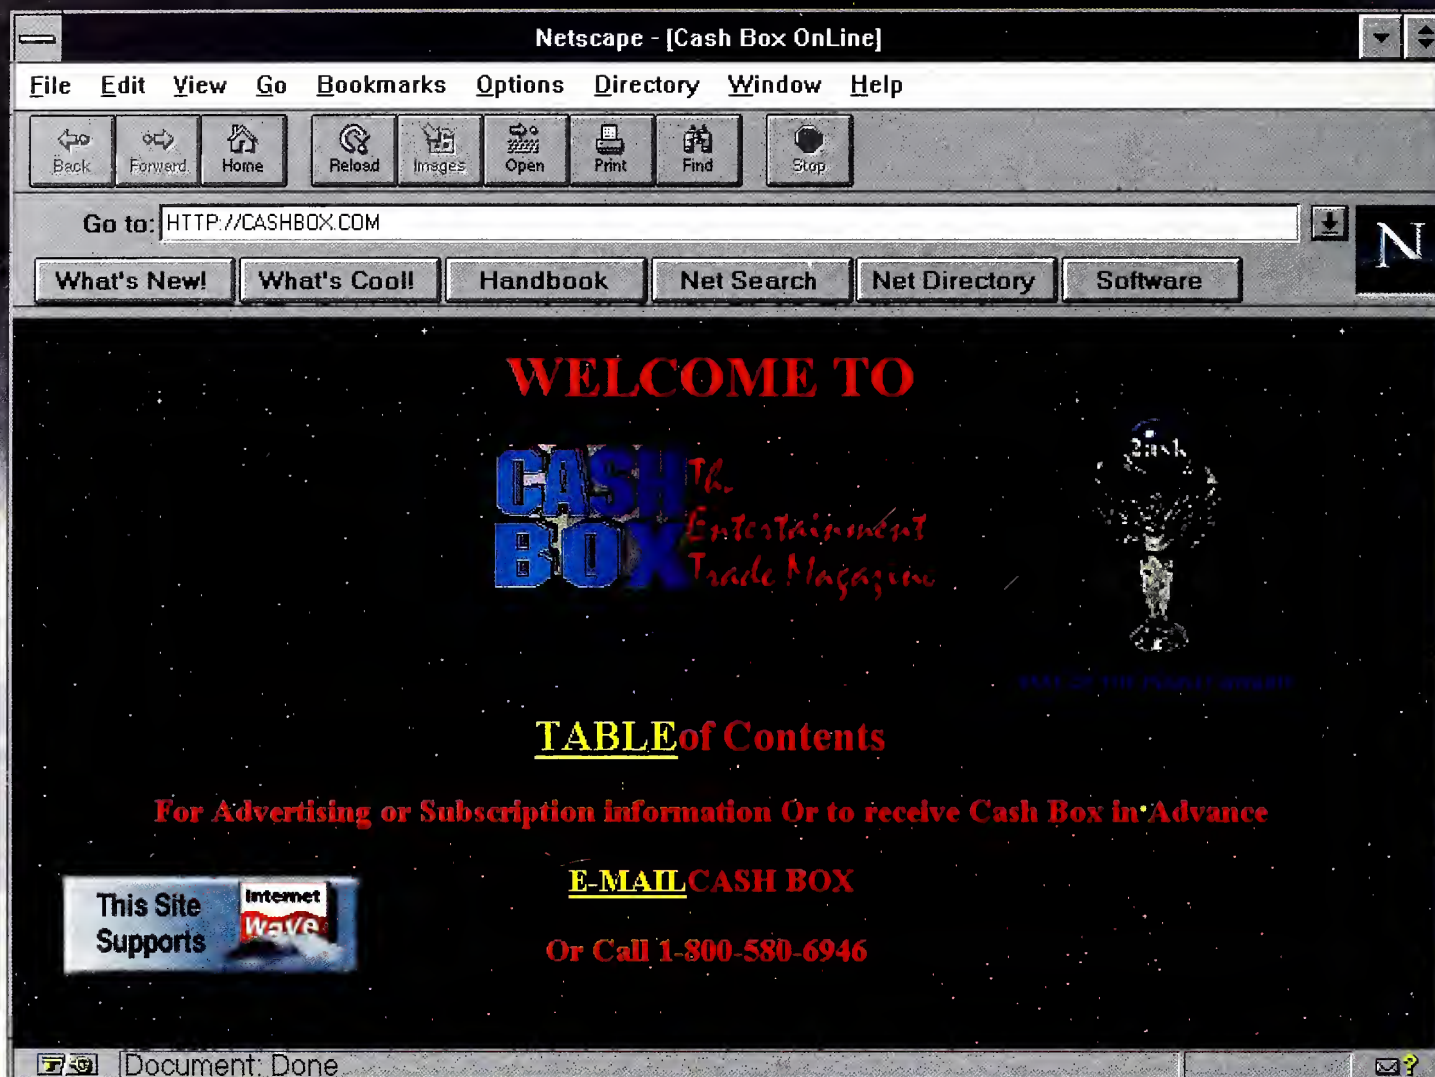 Netscape - [Cash Box OnLine]
File Edit View Go Bookmarks Options Directory Window Help
Back Forward Home Reload Images Open Print Find Stop
Go to: HTTP://CASHBOX.COM
N
What's New! What's Cool! Handbook Net Search Net Directory Software
WELCOME TO
CASH
BOX
The
Entertainment
Trade Magazine
TABLE of Contents
For Advertising or Subscription information Or to receive Cash Box in Advance
E-MAIL CASH BOX
Or Call 1-800-580-6946
This Site
Supports
Internet
Wave
Document: Done